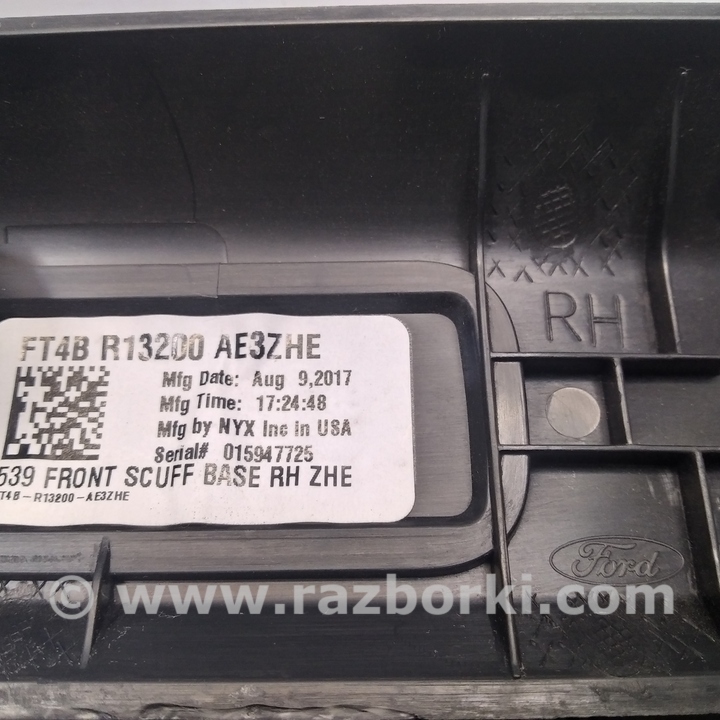 RH
FT4B R13200 AE3ZHE
Mfg Date: Aug 9,2017
Mfg Time: 17:24:48
Mfg by NYX Inc in USA
Serial# 015947725
539 FRONT SCUFF BASE RH ZHE
T4B-R13200-AE3ZHE
Ford
© www.razborki.com